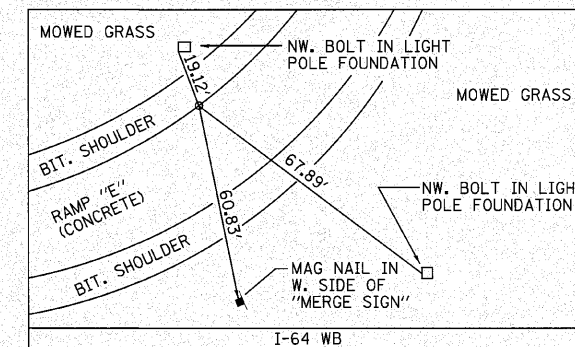 MOWED GRASS
NW. BOLT IN LIGHT
POLE FOUNDATION
19.12'
MOWED GRASS
BIT. SHOULDER
67.89'
RAMP "E"
(CONCRETE)
60.83'
NW. BOLT IN LIGH
POLE FOUNDATION
BIT. SHOULDER
MAG NAIL IN
W. SIDE OF
"MERGE SIGN"
I-64 WB